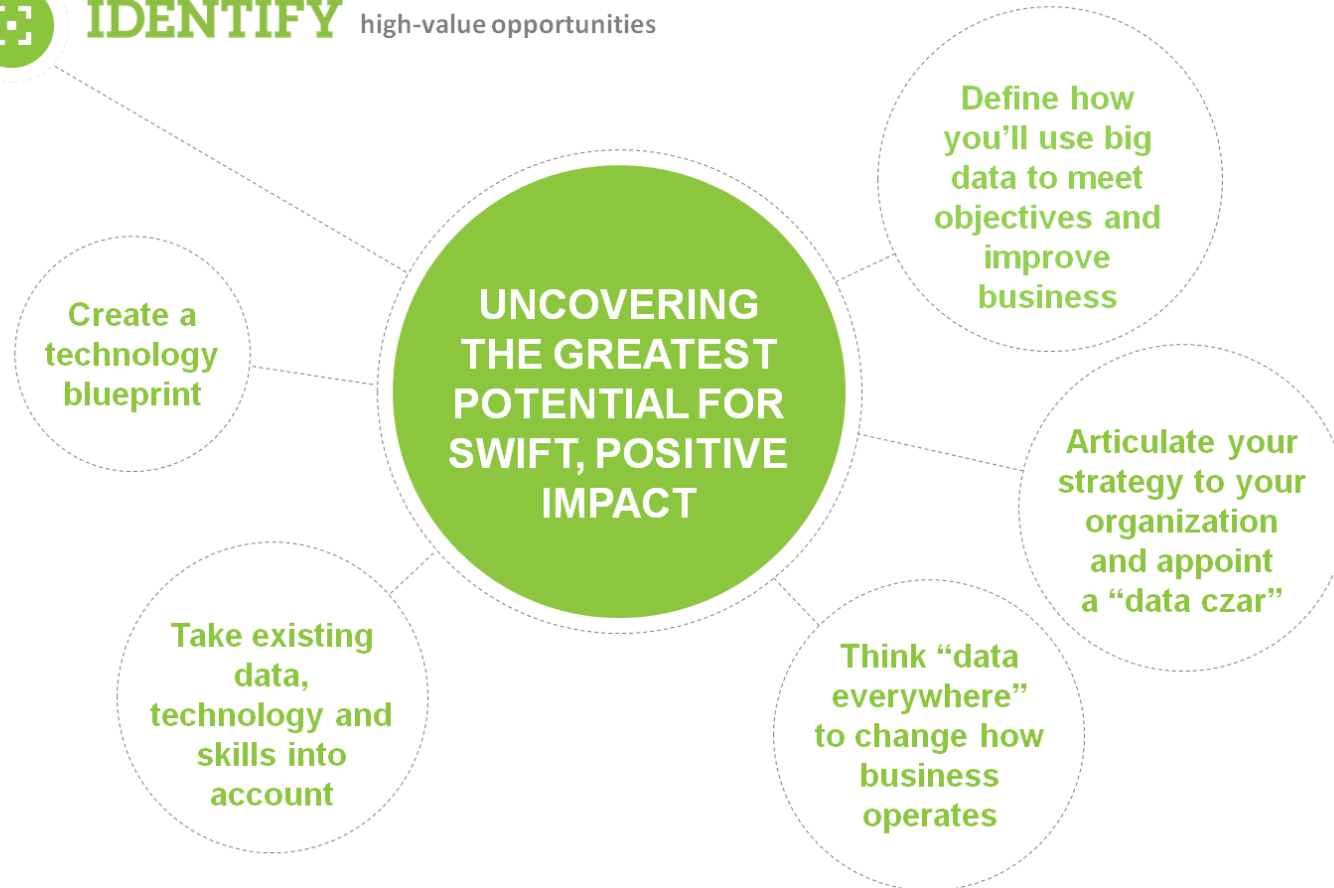 IDENTIFY high-value opportunities
Define how
you’ll use big
data to meet
objectives and
improve
business
UNCOVERING
THE GREATEST
POTENTIAL FOR
SWIFT, POSITIVE
IMPACT
Create a
technology
blueprint
Articulate your
strategy to your
organization
and appoint
a “data czar”
Take existing
data,
technology and
skills into
account
Think “data
everywhere”
to change how
business
operates